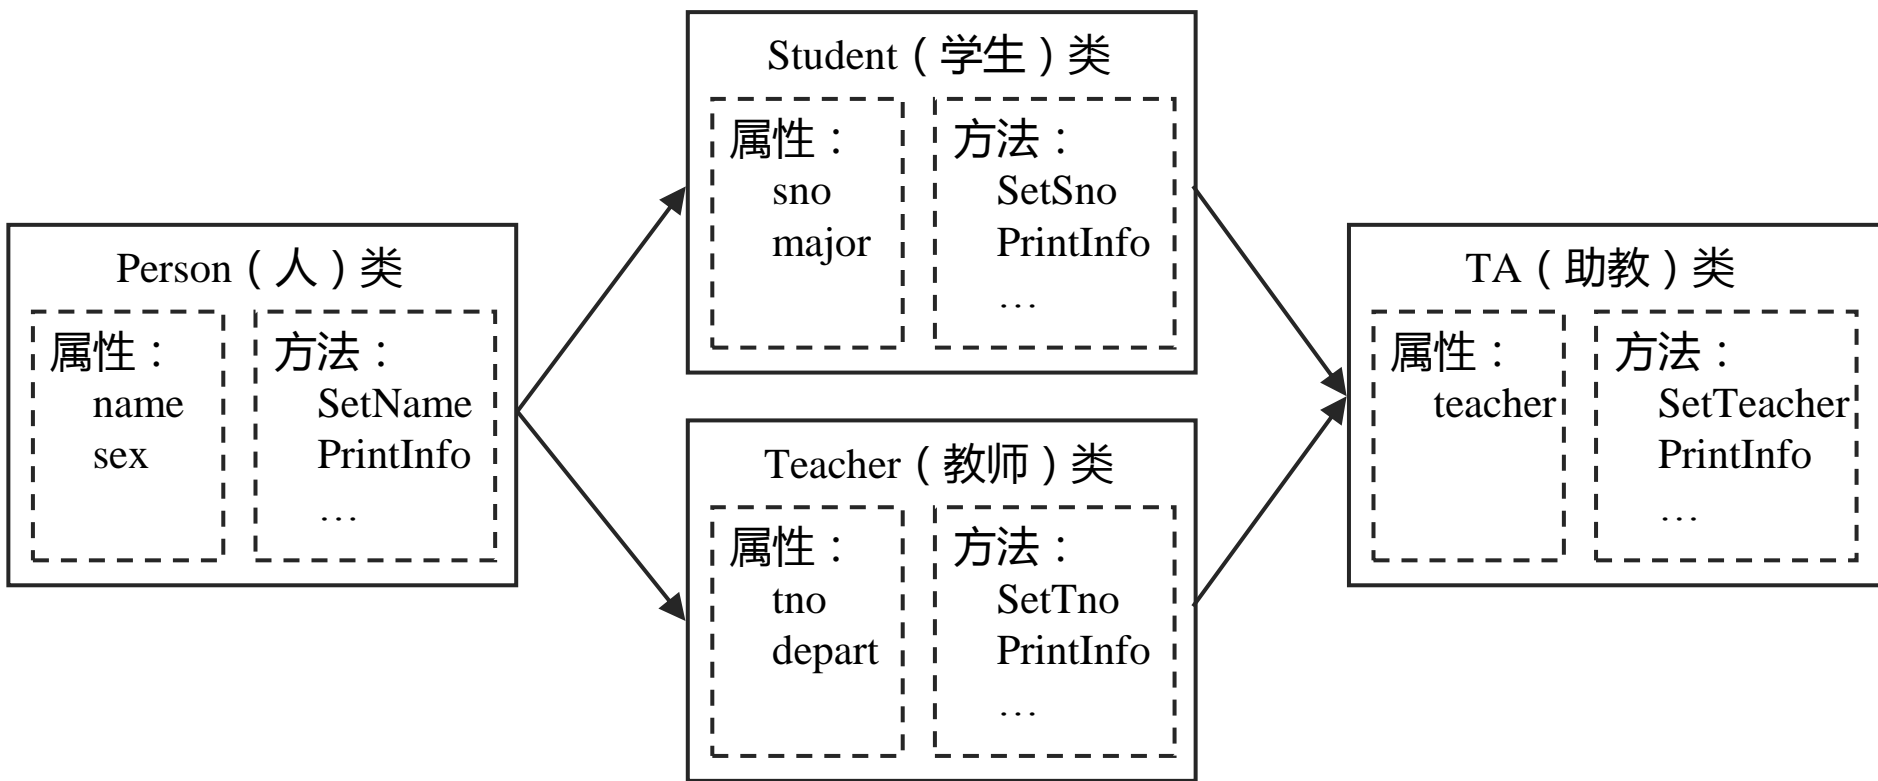 Person（人）类
属性：
name
sex
方法：
SetName
PrintInfo
…
Student（学生）类
属性：
sno
major
方法：
SetSno
PrintInfo
…
Teacher（教师）类
属性：
tno
depart
方法：
SetTno
PrintInfo
…
TA（助教）类
属性：
teacher
方法：
SetTeacher
PrintInfo
…